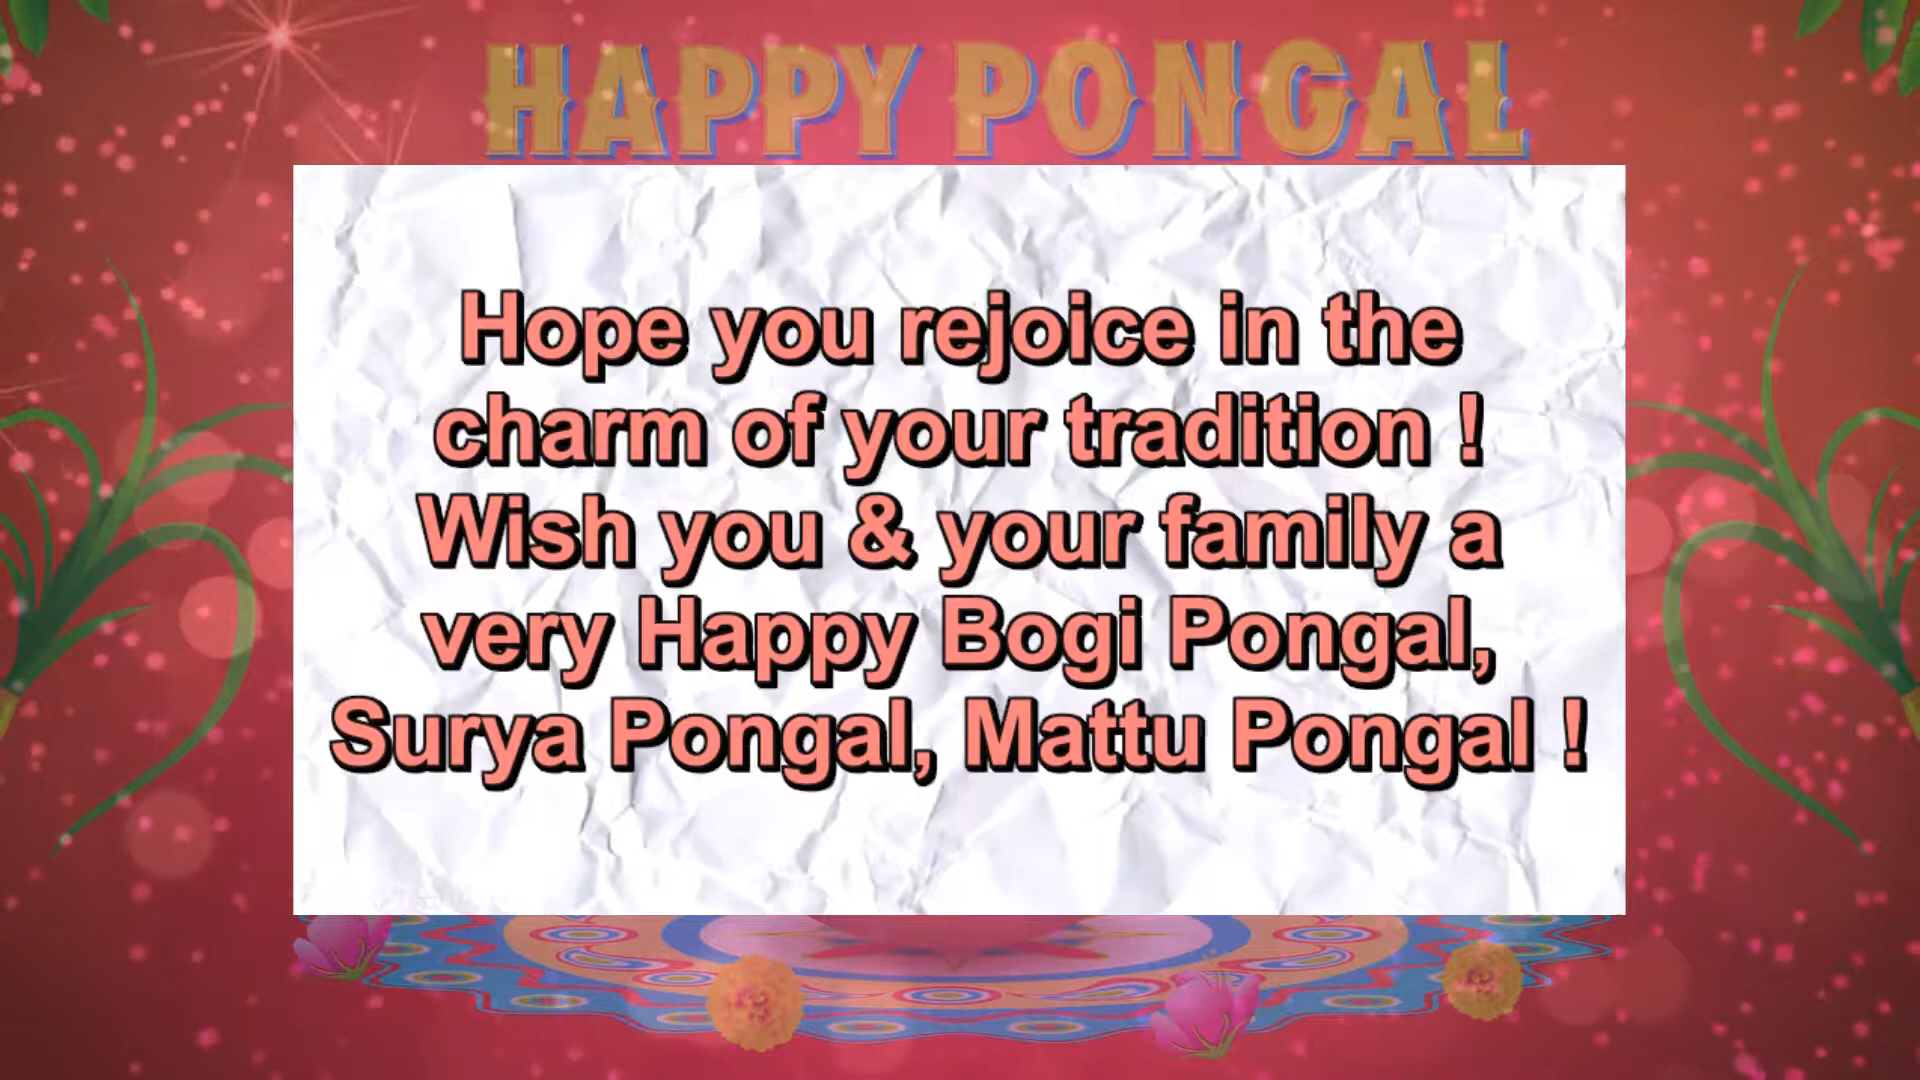 HAPPY PONGAL
Hope you rejoice in the
charm of your tradition !
Wish you & your family a
very Happy Bogi Pongal,
Surya Pongal, Mattu Pongal !